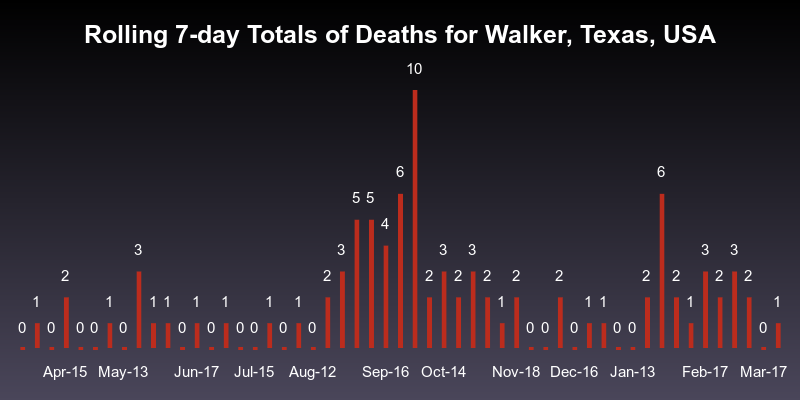 Rolling 7-day Totals of Deaths for Walker, Texas, USA
10
6 6
5 5
4
3 3 3 3 3
2 2 2 2 2 2 2 2 2 2 2 2
1 1 1 1 1 1 1 1 1 1 1 1 1 1
0 0 0 0 0 0 0 0 0 0 0 0 0 0 0 0 0 0
Apr-15 May-13 Jun-17 Jul-15 Aug-12 Sep-16 Oct-14 Nov-18 Dec-16 Jan-13 Feb-17 Mar-17